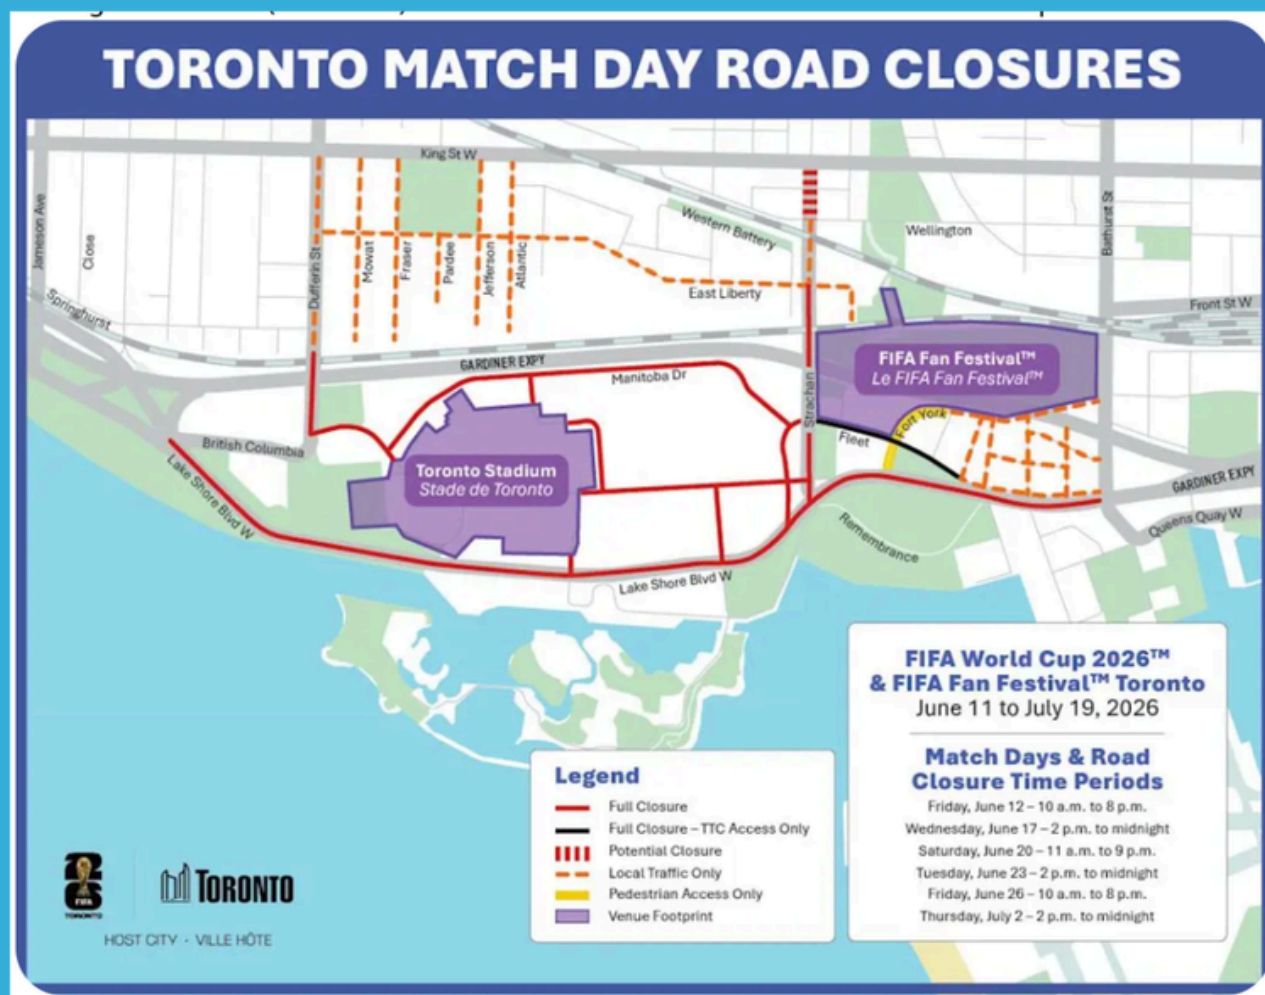 TORONTO MATCH DAY ROAD CLOSURES
King St W
Jameson Ave
Close
Dufferin St
Mowat
Fraser
Pardee
Jefferson
Atlantic
Western Battery
Wellington
Bathurst St
Springhurst
East Liberty
Front St W
GARDINER EXPY
Manitoba Dr
Strachan
FIFA Fan Festival™
Le FIFA Fan Festival™
Fort York
Fleet
British Columbia
Toronto Stadium
Stade de Toronto
Lake Shore Blvd W
GARDINER EXPY
Queens Quay W
Remembrance
Lake Shore Blvd W
FIFA World Cup 2026™
& FIFA Fan Festival™ Toronto
June 11 to July 19, 2026
Match Days & Road
Closure Time Periods
Friday, June 12 – 10 a.m. to 8 p.m.
Wednesday, June 17 – 2 p.m. to midnight
Saturday, June 20 – 11 a.m. to 9 p.m.
Tuesday, June 23 – 2 p.m. to midnight
Friday, June 26 – 10 a.m. to 8 p.m.
Thursday, July 2 – 2 p.m. to midnight
Legend
Full Closure
Full Closure – TTC Access Only
Potential Closure
Local Traffic Only
Pedestrian Access Only
Venue Footprint
FIFA
TORONTO
TORONTO
HOST CITY · VILLE HÔTE